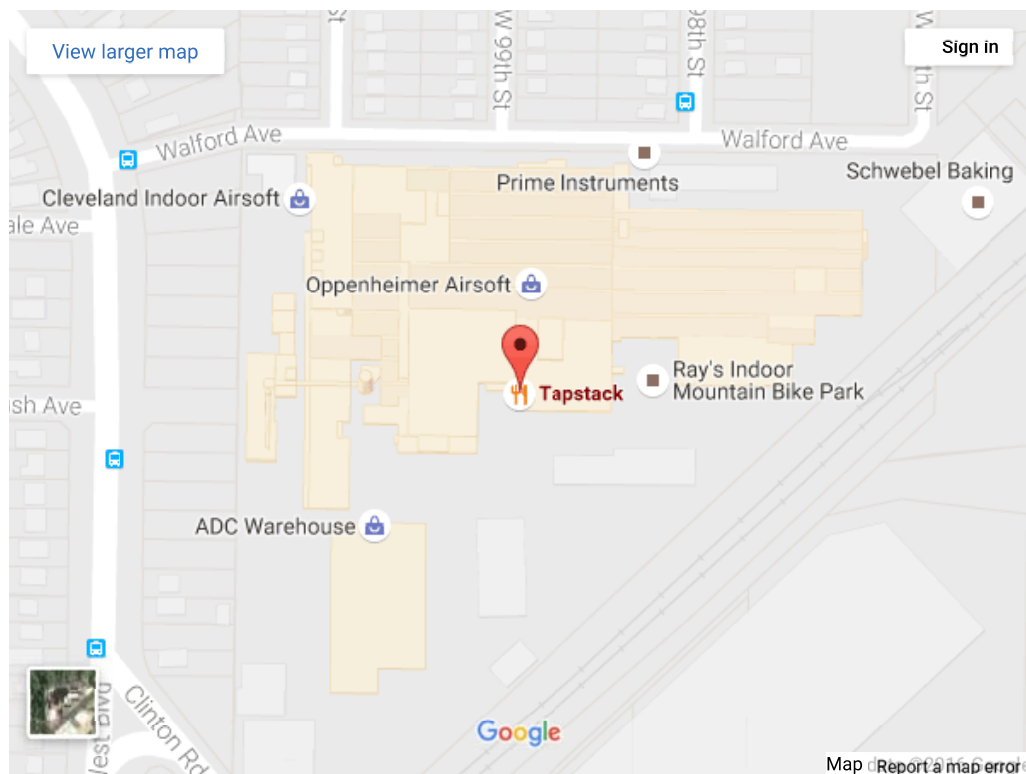 View larger map
Sign in
St
W 99th St
98th St
Walford Ave
Walford Ave
Prime Instruments
Schwebel Baking
Cleveland Indoor Airsoft
ale Ave
Oppenheimer Airsoft
Tapstack
Ray's Indoor
Mountain Bike Park
sh Ave
ADC Warehouse
Clinton Rd
Google
Map
Report a map error